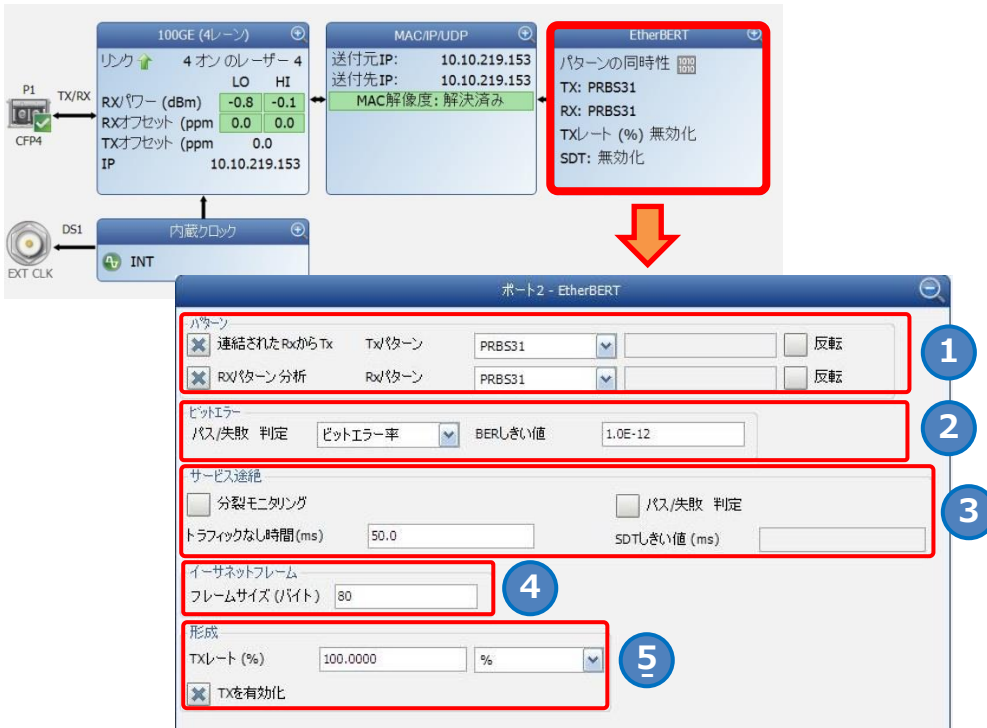 100GE (4レーン)
リンク 4 オン のレーザー 4
LO HI
RXパワー (dBm) -0.8 -0.1
RXオフセット (ppm 0.0 0.0
TXオフセット (ppm 0.0
IP 10.10.219.153
P1
TX/RX
CFP4
MAC/IP/UDP
送付元IP: 10.10.219.153
送付先IP: 10.10.219.153
MAC解像度: 解決済み
EtherBERT
パターンの同時性
TX: PRBS31
RX: PRBS31
TXレート (%) 無効化
SDT: 無効化
DS1
EXT CLK
内蔵クロック
INT
ポート2 - EtherBERT
パターン
連結されたRxからTx Txパターン PRBS31 反転
RXパターン分析 Rxパターン PRBS31 反転
1
ビットエラー
パス/失敗 判定 ビットエラー率 BERしきい値 1.0E-12
2
サービス途絶
分裂モニタリング パス/失敗 判定
トラフィックなし時間(ms) 50.0 SDTしきい値 (ms)
3
イーサネットフレーム
フレームサイズ (バイト) 80
4
形成
TXレート (%) 100.0000 %
TXを有効化
5